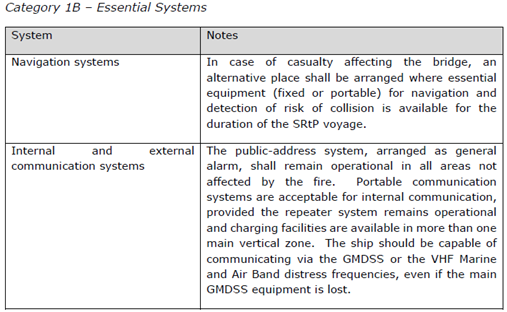 Category 1B – Essential Systems
System
Notes
Navigation systems
In case of casualty affecting the bridge, an
alternative place shall be arranged where essential
equipment (fixed or portable) for navigation and
detection of risk of collision is available for the
duration of the SRtP voyage.
Internal and external
communication systems
The public-address system, arranged as general
alarm, shall remain operational in all areas not
affected by the fire. Portable communication
systems are acceptable for internal communication,
provided the repeater system remains operational
and charging facilities are available in more than one
main vertical zone. The ship should be capable of
communicating via the GMDSS or the VHF Marine
and Air Band distress frequencies, even if the main
GMDSS equipment is lost.